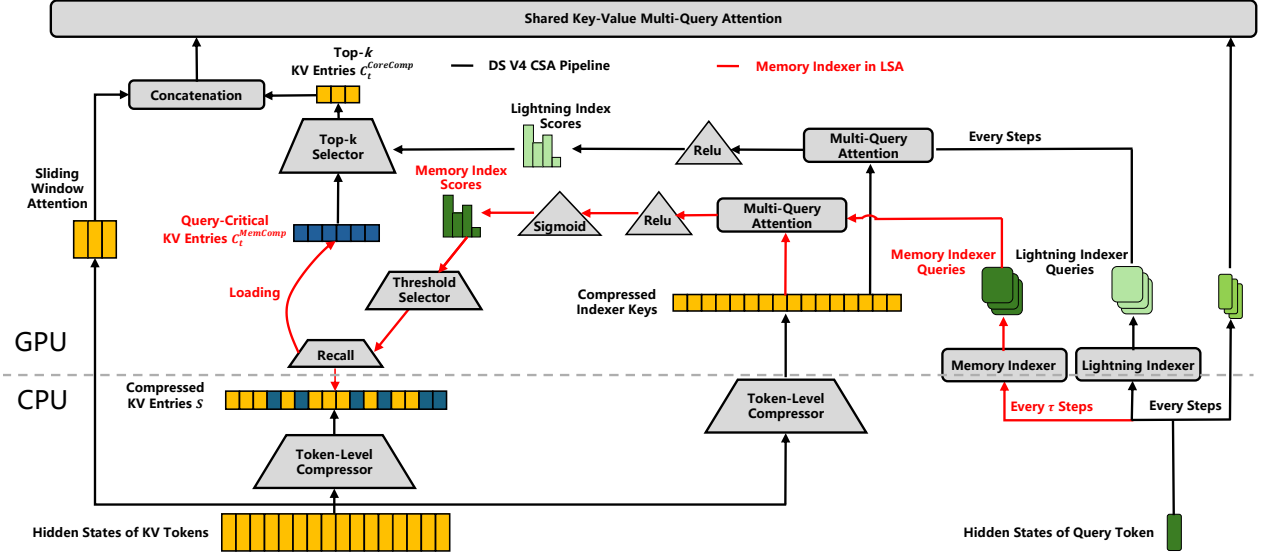 Shared Key-Value Multi-Query Attention
Top-k
KV Entries C_t^{CoreComp}
DS V4 CSA Pipeline
Memory Indexer in LSA
Concatenation
Lightning Index
Scores
Top-k
Selector
Relu
Multi-Query
Attention
Every Steps
Sliding
Window
Attention
Memory Index
Scores
Query-Critical
KV Entries C_t^{MemComp}
Sigmoid
Relu
Multi-Query
Attention
Memory Indexer
Queries
Lightning Indexer
Queries
Loading
Threshold
Selector
Compressed
Indexer Keys
GPU
Recall
Memory Indexer
Lightning Indexer
CPU
Compressed
KV Entries S
Token-Level
Compressor
Every τ Steps
Every Steps
Token-Level
Compressor
Hidden States of KV Tokens
Hidden States of Query Token